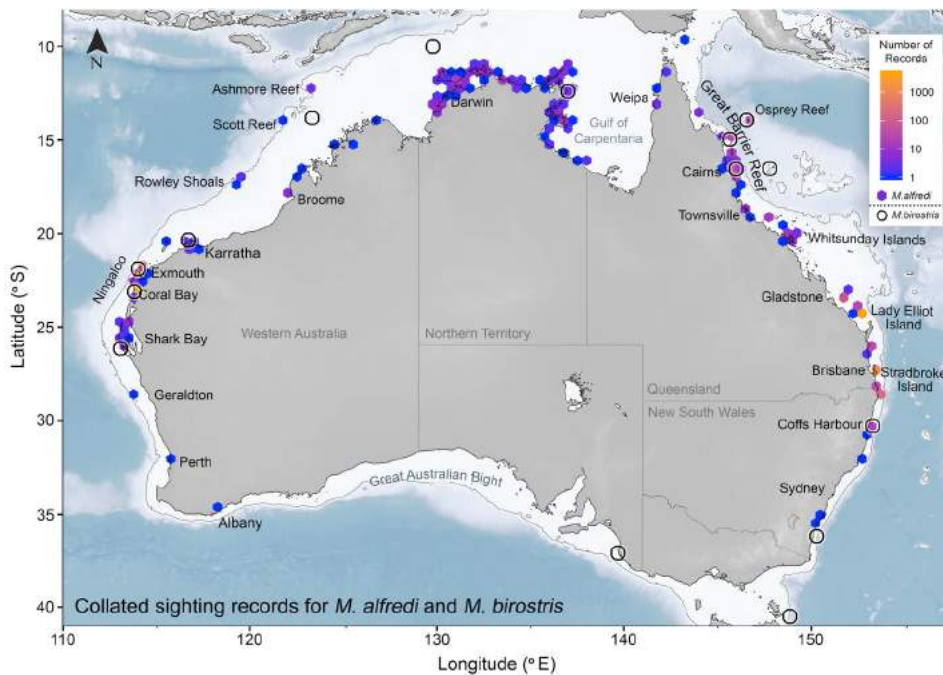 10
15
20
25
30
35
40
Latitude (°S)
110
120
130
140
150
Longitude (°E)
N
Number of
Records
1000
100
10
1
M.alfredi
M.birostris
Ashmore Reef
Scott Reef
Rowley Shoals
Broome
Karratha
Ningaloo
Exmouth
Coral Bay
Shark Bay
Geraldton
Perth
Albany
Western Australia
Northern Territory
Darwin
Gulf of
Carpentaria
Weipa
Great Barrier Reef
Osprey Reef
Cairns
Townsville
Whitsunday Islands
Gladstone
Lady Elliot
Island
Brisbane
Stradbroke
Island
Queensland
New South Wales
Coffs Harbour
Sydney
Great Australian Bight
Collated sighting records for M. alfredi and M. birostris